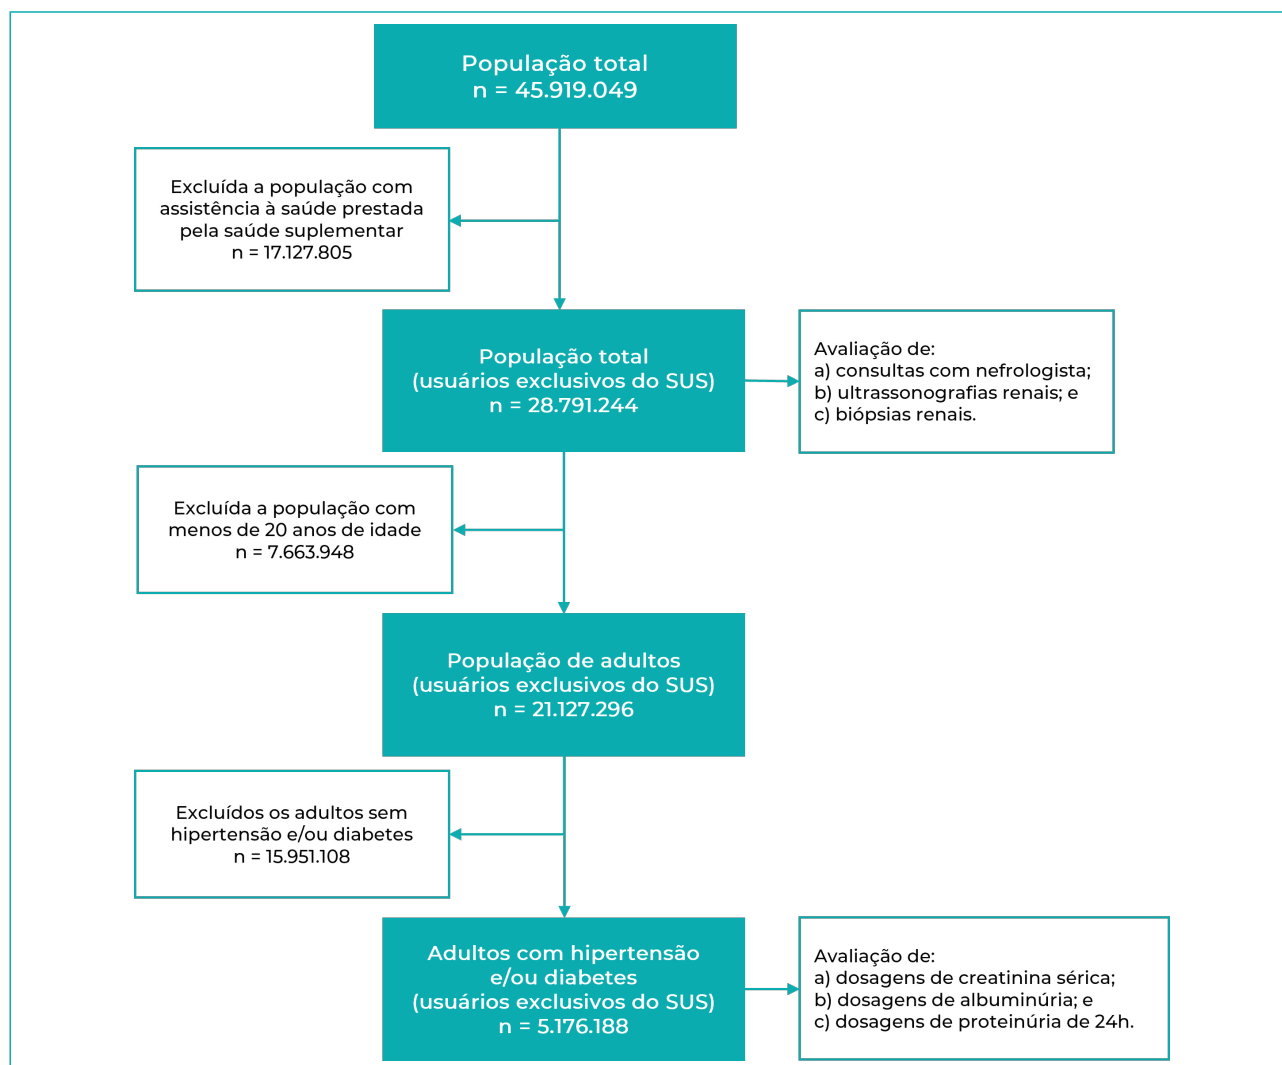 População total
n = 45.919.049
Excluída a população com
assistência à saúde prestada
pela saúde suplementar
n = 17.127.805
População total
(usuários exclusivos do SUS)
n = 28.791.244
Avaliação de:
a) consultas com nefrologista;
b) ultrassonografias renais; e
c) biópsias renais.
Excluída a população com
menos de 20 anos de idade
n = 7.663.948
População de adultos
(usuários exclusivos do SUS)
n = 21.127.296
Excluídos os adultos sem
hipertensão e/ou diabetes
n = 15.951.108
Adultos com hipertensão
e/ou diabetes
(usuários exclusivos do SUS)
n = 5.176.188
Avaliação de:
a) dosagens de creatinina sérica;
b) dosagens de albuminúria; e
c) dosagens de proteinúria de 24h.